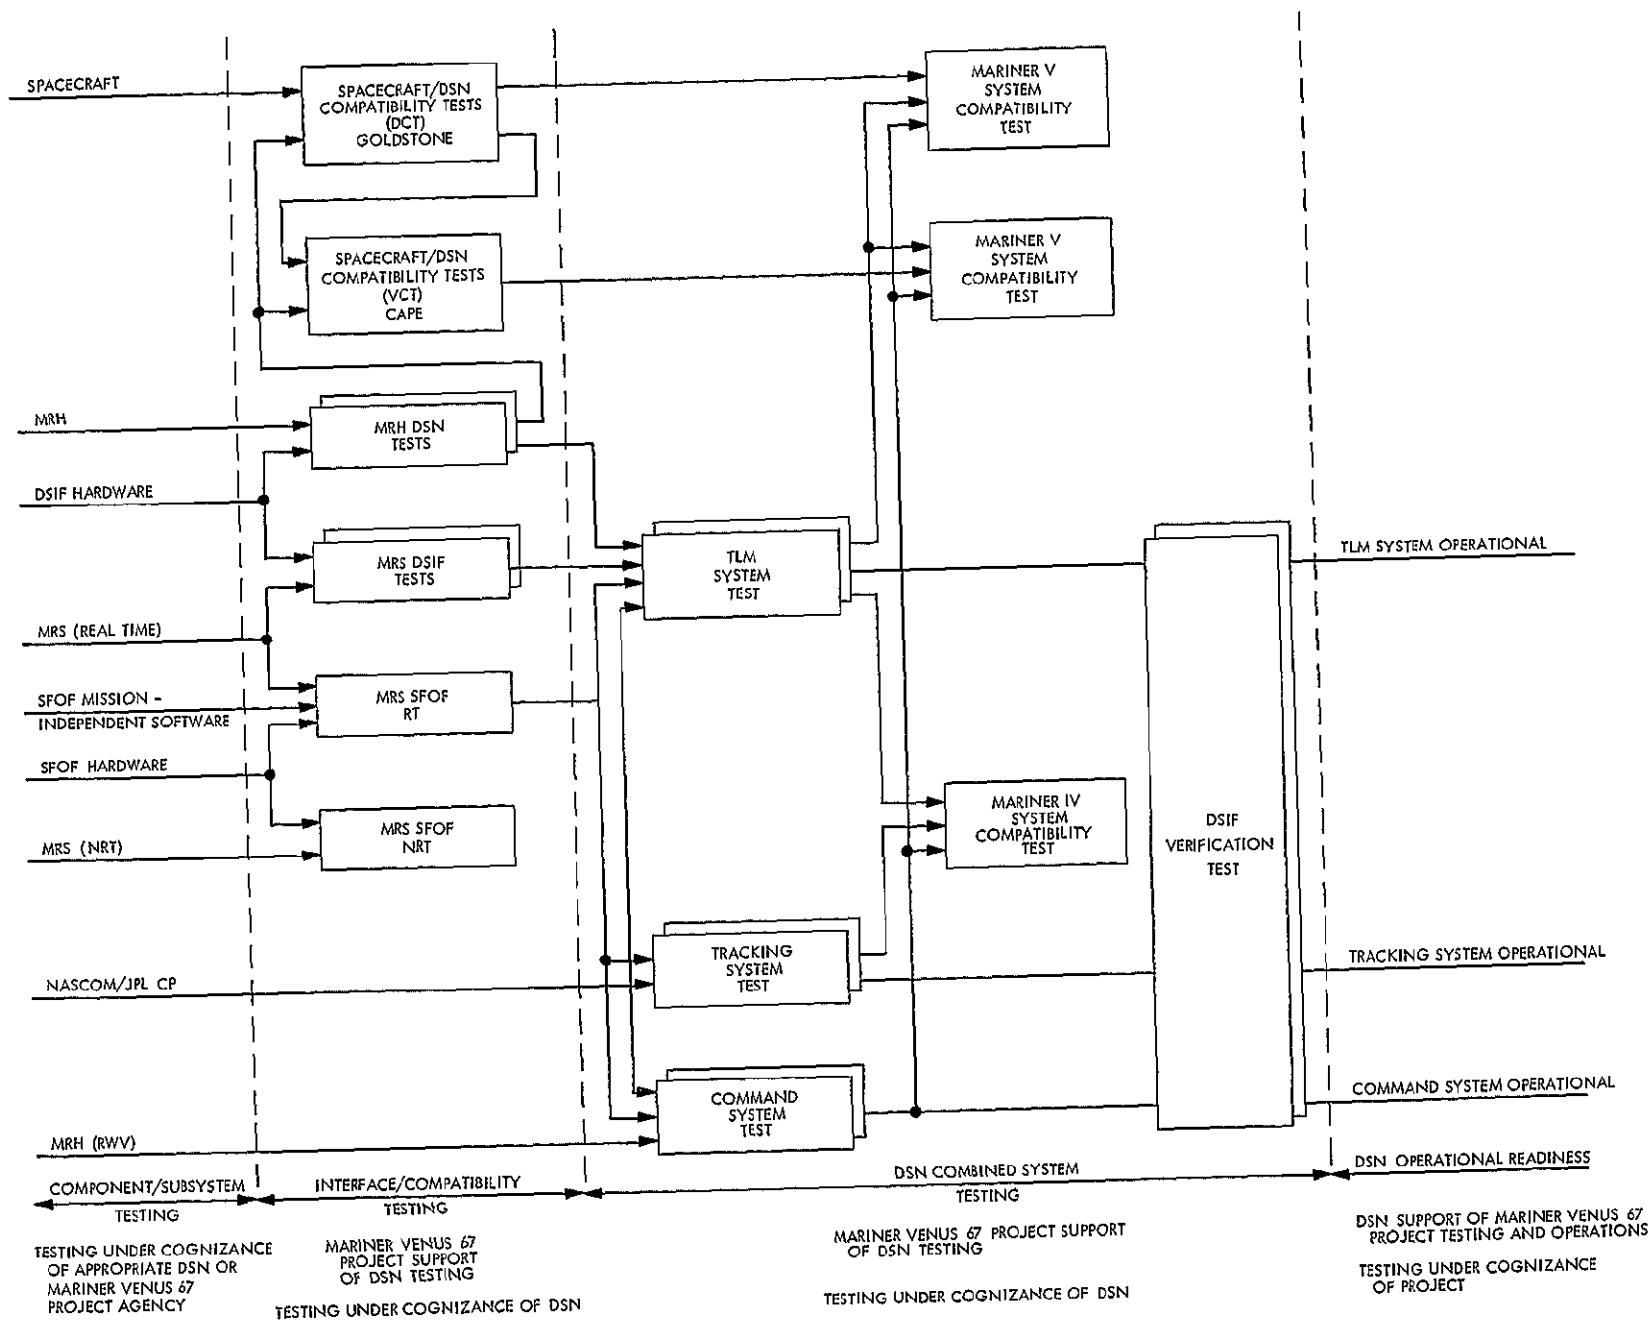 SPACECRAFT
SPACECRAFT/DSN
COMPATIBILITY TESTS
(DCT)
GOLDSTONE
MARINER V
SYSTEM
COMPATIBILITY
TEST
SPACECRAFT/DSN
COMPATIBILITY TESTS
(VCT)
CAPE
MARINER V
SYSTEM
COMPATIBILITY
TEST
MRH
MRH DSN
TESTS
DSIF HARDWARE
MRS DSIF
TESTS
TLM
SYSTEM
TEST
TLM SYSTEM OPERATIONAL
MRS (REAL TIME)
SFOF MISSION -
INDEPENDENT SOFTWARE
MRS SFOF
RT
SFOF HARDWARE
MRS (NRT)
MRS SFOF
NRT
MARINER IV
SYSTEM
COMPATIBILITY
TEST
DSIF
VERIFICATION
TEST
NASCOM/JPL CP
TRACKING
SYSTEM
TEST
TRACKING SYSTEM OPERATIONAL
MRH (RWV)
COMMAND
SYSTEM
TEST
COMMAND SYSTEM OPERATIONAL
COMPONENT/SUBSYSTEM
TESTING
INTERFACE/COMPATIBILITY
TESTING
DSN COMBINED SYSTEM
TESTING
DSN OPERATIONAL READINESS
TESTING UNDER COGNIZANCE
OF APPROPRIATE DSN OR
MARINER VENUS 67
PROJECT AGENCY
MARINER VENUS 67
PROJECT SUPPORT
OF DSN TESTING
TESTING UNDER COGNIZANCE OF DSN
MARINER VENUS 67 PROJECT SUPPORT
OF DSN TESTING
TESTING UNDER COGNIZANCE OF DSN
DSN SUPPORT OF MARINER VENUS 67
PROJECT TESTING AND OPERATIONS
TESTING UNDER COGNIZANCE
OF PROJECT